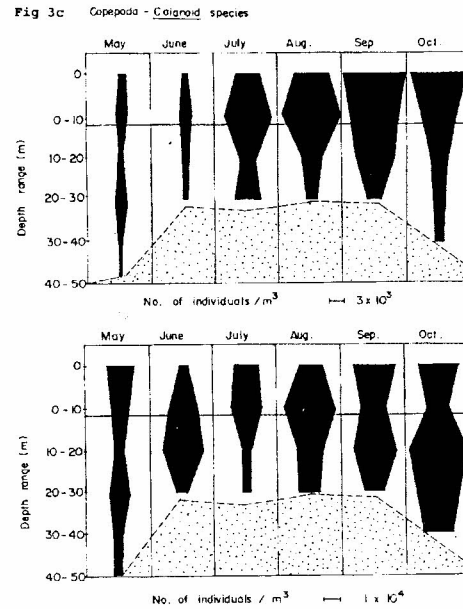 Fig 3c Copepoda - Calanoid species
May June July Aug. Sep Oct.
Depth range (m)
0
0-10
10-20
20-30
30-40
40-50
No. of individuals / m³ 3 x 10³
May June July Aug. Sep. Oct.
Depth range (m)
0
0-10
10-20
20-30
30-40
40-50
No. of individuals / m³ 1 x 10⁴